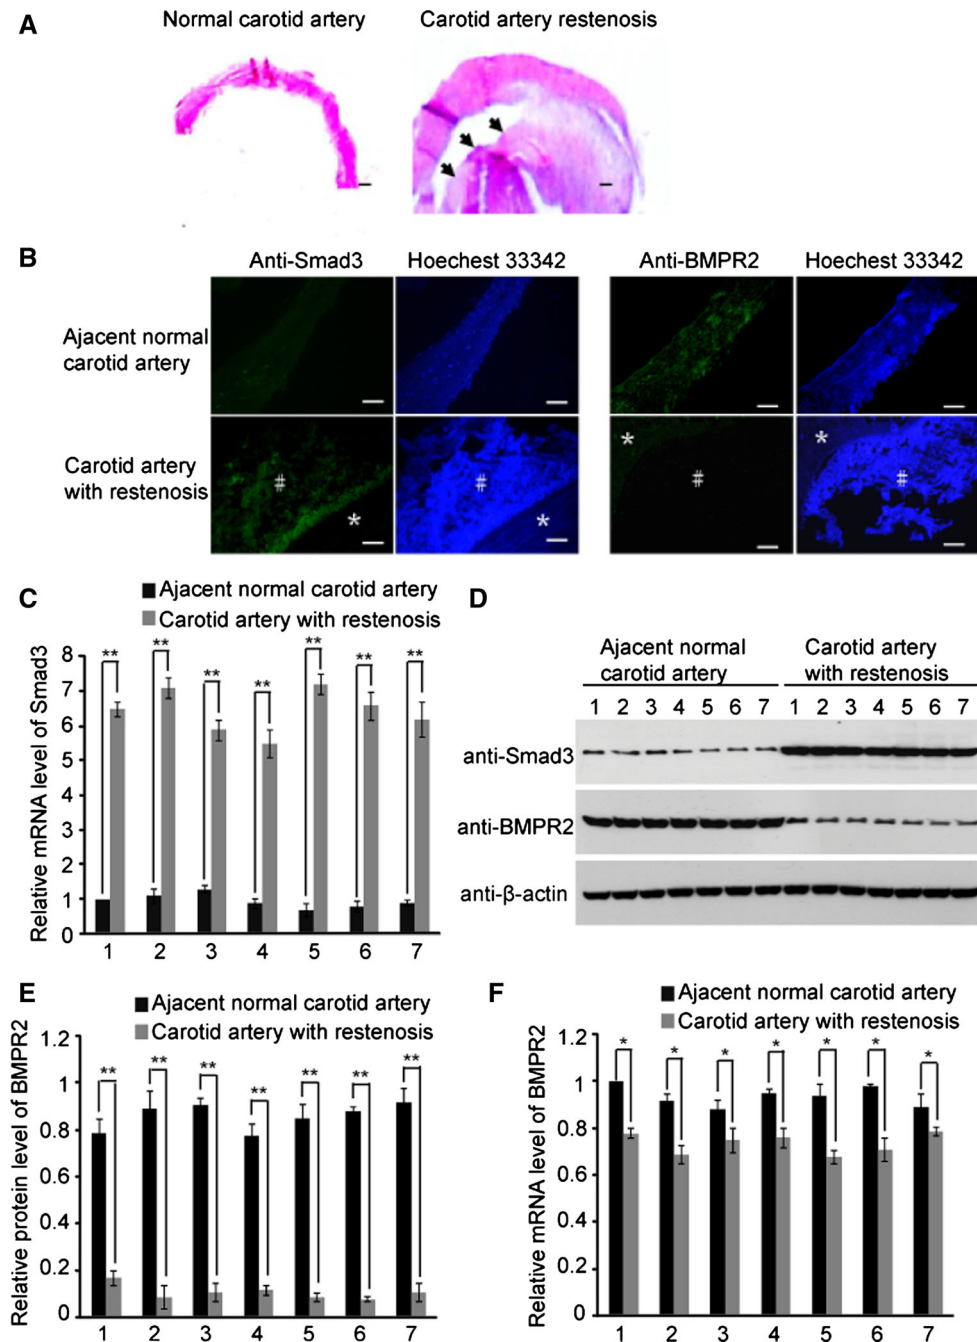 A
Normal carotid artery
Carotid artery restenosis
B
Anti-Smad3
Hoechest 33342
Anti-BMPR2
Hoechest 33342
Ajacent normal
carotid artery
Carotid artery
with restenosis
#
*
#
*
*
#
*
#
C
Ajacent normal carotid artery
Carotid artery with restenosis
Relative mRNA level of Smad3
8
7
6
5
4
3
2
1
0
** ** ** ** ** ** **
1 2 3 4 5 6 7
D
Ajacent normal
carotid artery
Carotid artery
with restenosis
1 2 3 4 5 6 7 1 2 3 4 5 6 7
anti-Smad3
anti-BMPR2
anti-β-actin
E
Ajacent normal carotid artery
Carotid artery with restenosis
Relative protein level of BMPR2
1.2
1
0.8
0.6
0.4
0.2
0
** ** ** ** ** ** **
1 2 3 4 5 6 7
F
Ajacent normal carotid artery
Carotid artery with restenosis
Relative mRNA level of BMPR2
1.2
1
0.8
0.6
0.4
0.2
0
* * * * * * *
1 2 3 4 5 6 7